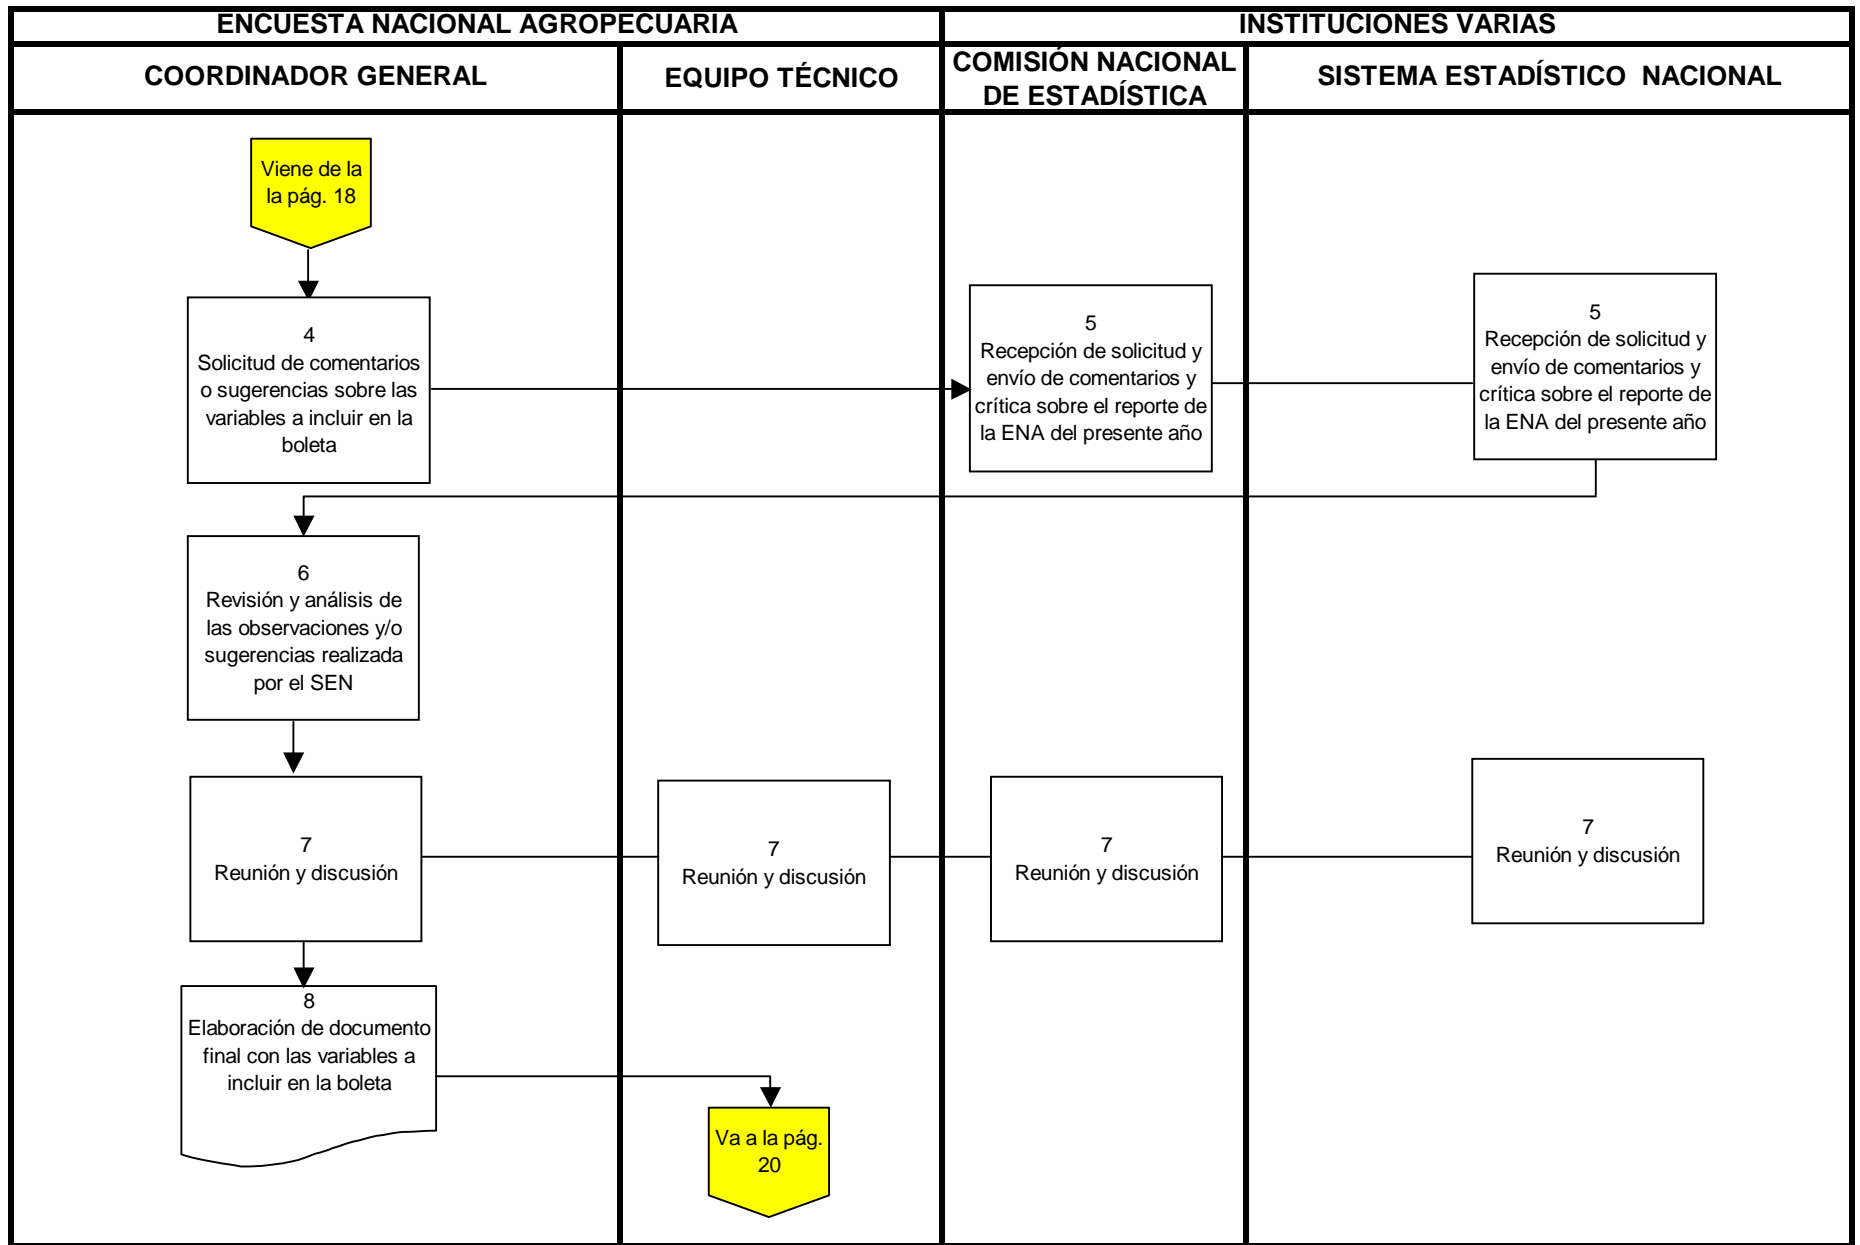 ENCUESTA NACIONAL AGROPECUARIA
INSTITUCIONES VARIAS
COORDINADOR GENERAL
EQUIPO TÉCNICO
COMISIÓN NACIONAL
DE ESTADÍSTICA
SISTEMA ESTADÍSTICO NACIONAL
Viene de la
la pág. 18
4
Solicitud de comentarios
o sugerencias sobre las
variables a incluir en la
boleta
5
Recepción de solicitud y
envío de comentarios y
crítica sobre el reporte de
la ENA del presente año
5
Recepción de solicitud y
envío de comentarios y
crítica sobre el reporte de
la ENA del presente año
6
Revisión y análisis de
las observaciones y/o
sugerencias realizada
por el SEN
7
Reunión y discusión
7
Reunión y discusión
7
Reunión y discusión
7
Reunión y discusión
8
Elaboración de documento
final con las variables a
incluir en la boleta
Va a la pág.
20